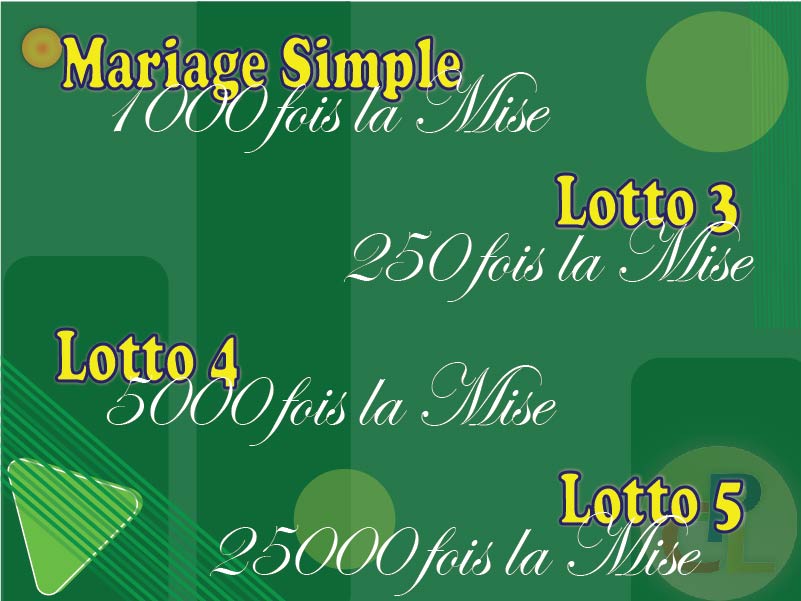 Mariage Simple
1000 fois la Mise
Lotto 3
250 fois la Mise
Lotto 4
5000 fois la Mise
Lotto 5
25000 fois la Mise